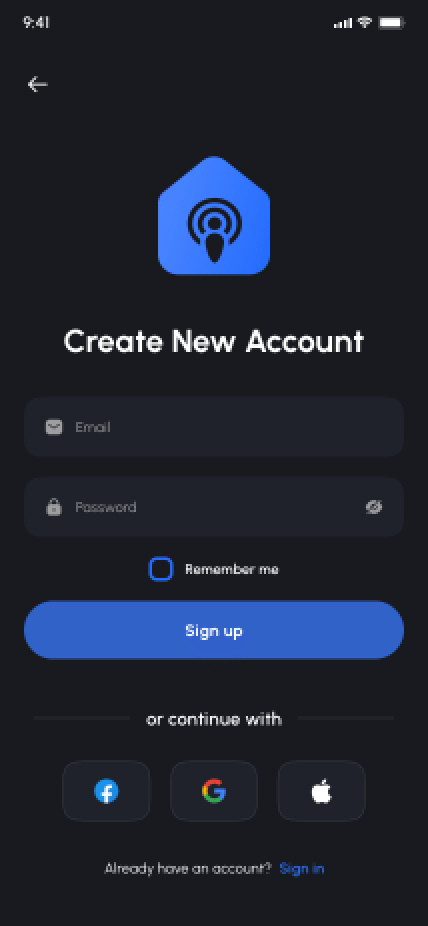 9:41
Create New Account
Email
Password
Remember me
Sign up
or continue with
Already have an account? Sign in